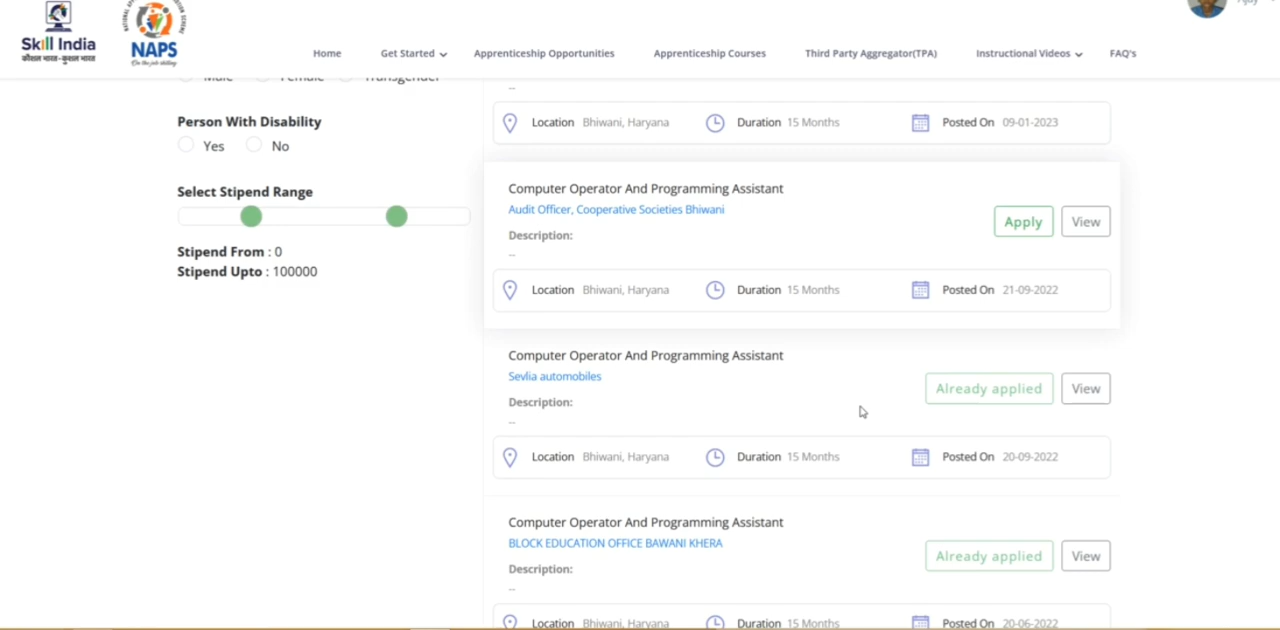 Skill India
कौशल भारत-कुशल भारत
NAPS
On the job skilling
Home
Get Started
Apprenticeship Opportunities
Apprenticeship Courses
Third Party Aggregator(TPA)
Instructional Videos
FAQ's
Ajay
Male Female Transgender
Person With Disability
Yes No
Select Stipend Range
Stipend From : 0
Stipend Upto : 100000
--
Location Bhiwani, Haryana Duration 15 Months Posted On 09-01-2023
Computer Operator And Programming Assistant
Audit Officer, Cooperative Societies Bhiwani
Apply View
Description:
--
Location Bhiwani, Haryana Duration 15 Months Posted On 21-09-2022
Computer Operator And Programming Assistant
Sevlia automobiles
Already applied View
Description:
--
Location Bhiwani, Haryana Duration 15 Months Posted On 20-09-2022
Computer Operator And Programming Assistant
BLOCK EDUCATION OFFICE BAWANI KHERA
Already applied View
Description:
--
Location Bhiwani, Haryana Duration 15 Months Posted On 20-06-2022